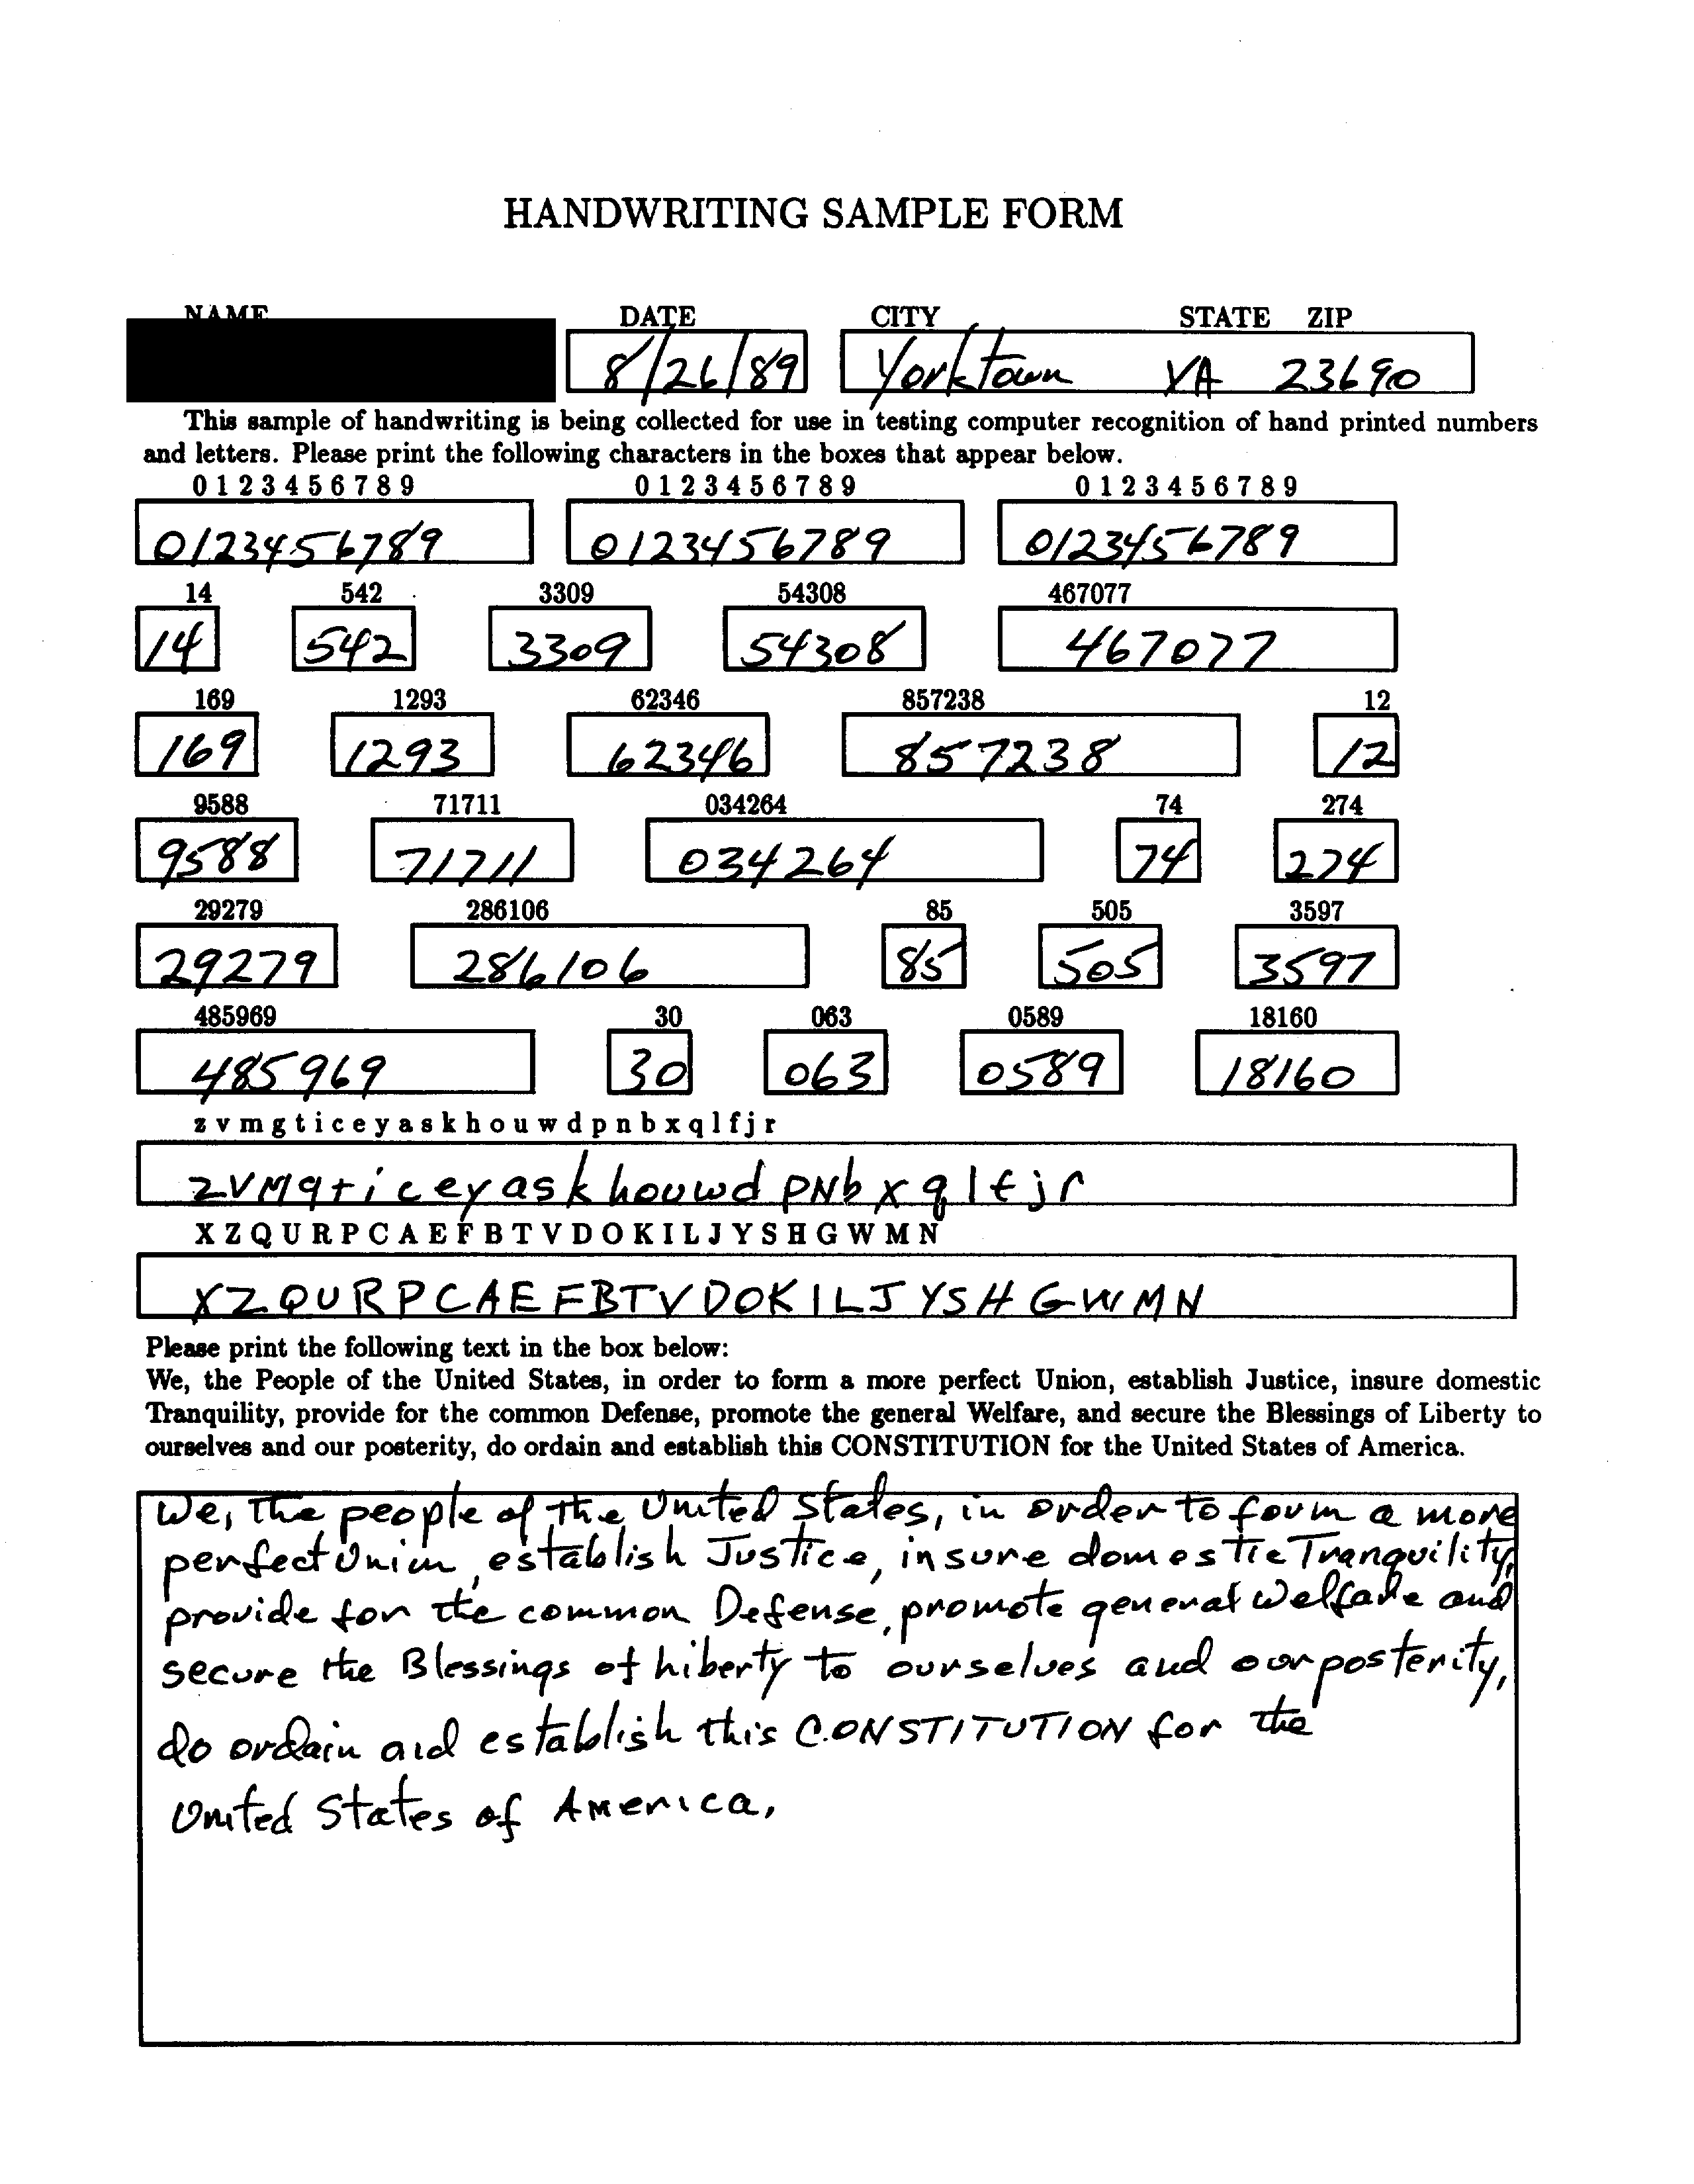 HANDWRITING SAMPLE FORM
NAME DATE CITY STATE ZIP
8/26/89 Yorktown VA 23690
This sample of handwriting is being collected for use in testing computer recognition of hand printed numbers
and letters. Please print the following characters in the boxes that appear below.
0 1 2 3 4 5 6 7 8 9 0 1 2 3 4 5 6 7 8 9 0 1 2 3 4 5 6 7 8 9
0123456789 0123456789 0123456789
14 542 3309 54308 467077
14 542 3309 54308 467077
169 1293 62346 857238 12
169 1293 62346 857238 12
9588 71711 034264 74 274
9588 71711 034264 74 274
29279 286106 85 505 3597
29279 286106 85 505 3597
485969 30 063 0589 18160
485969 30 063 0589 18160
z v m g t i c e y a s k h o u w d p n b x q l f j r
z v M g t i c e y a s k h o u w d p N b x q l f j r
X Z Q U R P C A E F B T V D O K I L J Y S H G W M N
X Z Q U R P C A E F B T V D O K I L J Y S H G W M N
Please print the following text in the box below:
We, the People of the United States, in order to form a more perfect Union, establish Justice, insure domestic
Tranquility, provide for the common Defense, promote the general Welfare, and secure the Blessings of Liberty to
ourselves and our posterity, do ordain and establish this CONSTITUTION for the United States of America.
We, the people of the United States, in order to form a more
perfect Union, establish Justice, insure domestic Tranquility,
provide for the common Defense, promote general Welfare and
secure the Blessings of Liberty to ourselves and our posterity,
do ordain and establish this CONSTITUTION for the
United States of America.